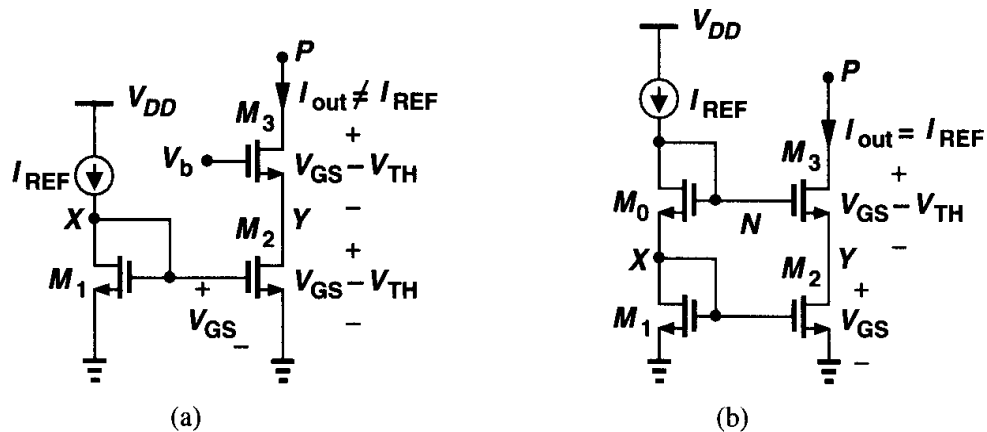 V_DD
I_REF
X
M_1
V_b
P
I_out ≠ I_REF
M_3
+
V_GS − V_TH
−
Y
M_2
+
V_GS − V_TH
−
+
V_GS
−
(a)
V_DD
I_REF
M_0
N
X
M_1
P
I_out = I_REF
M_3
+
V_GS − V_TH
−
Y
M_2
+
V_GS
−
(b)